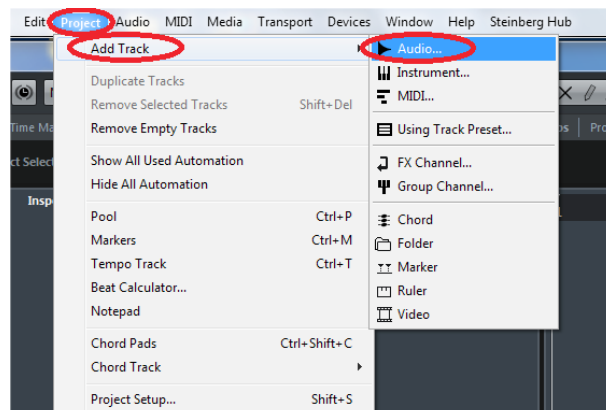 Edit Project Audio MIDI Media Transport Devices Window Help Steinberg Hub
Add Track
Duplicate Tracks
Remove Selected Tracks Shift+Del
Remove Empty Tracks
Show All Used Automation
Hide All Automation
Pool Ctrl+P
Markers Ctrl+M
Tempo Track Ctrl+T
Beat Calculator...
Notepad
Chord Pads Ctrl+Shift+C
Chord Track
Project Setup... Shift+S
Audio...
Instrument...
MIDI...
Using Track Preset...
FX Channel...
Group Channel...
Chord
Folder
Marker
Ruler
Video
Time Ma
ct Select
Insp
Pro